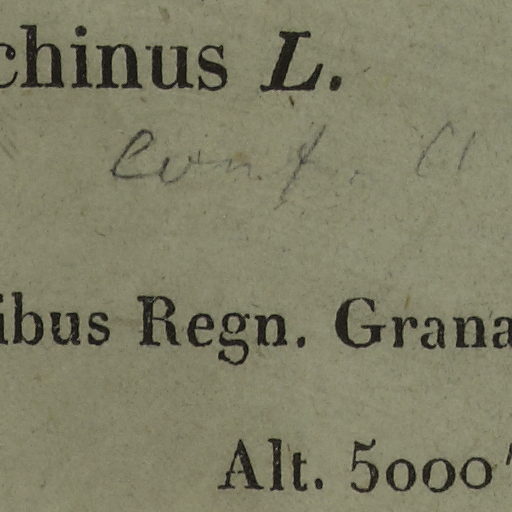 chinus L.
Conf.
ibus Regn. Grana
Alt. 5000'